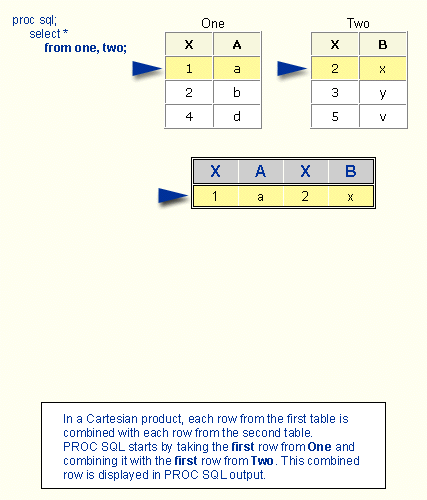 proc sql;
select *
from one, two;
One
X A
1 a
2 b
4 d
Two
X B
2 x
3 y
5 v
X A X B
1 a 2 x
In a Cartesian product, each row from the first table is
combined with each row from the second table.
PROC SQL starts by taking the first row from One and
combining it with the first row from Two. This combined
row is displayed in PROC SQL output.